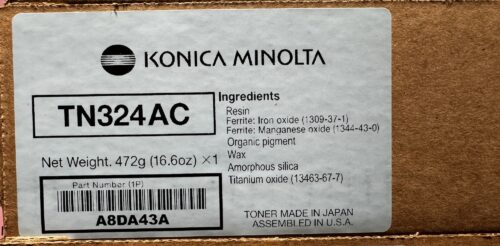 KONICA MINOLTA
TN324AC
Net Weight. 472g (16.6oz) ×1
Part Number (1P)
A8DA43A
Ingredients
Resin
Ferrite: Iron oxide (1309-37-1)
Ferrite: Manganese oxide (1344-43-0)
Organic pigment
Wax
Amorphous silica
Titanium oxide (13463-67-7)
TONER MADE IN JAPAN
ASSEMBLED IN U.S.A.